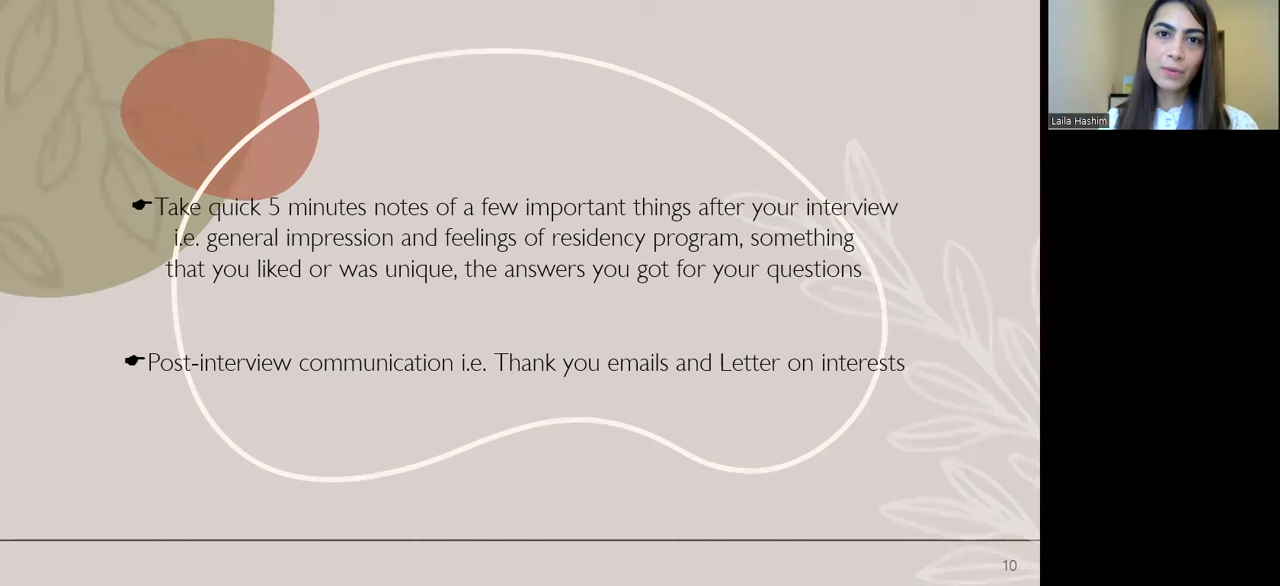 ☛Take quick 5 minutes notes of a few important things after your interview
i.e. general impression and feelings of residency program, something
that you liked or was unique, the answers you got for your questions
☛Post-interview communication i.e. Thank you emails and Letter on interests
10
Laila Hashim